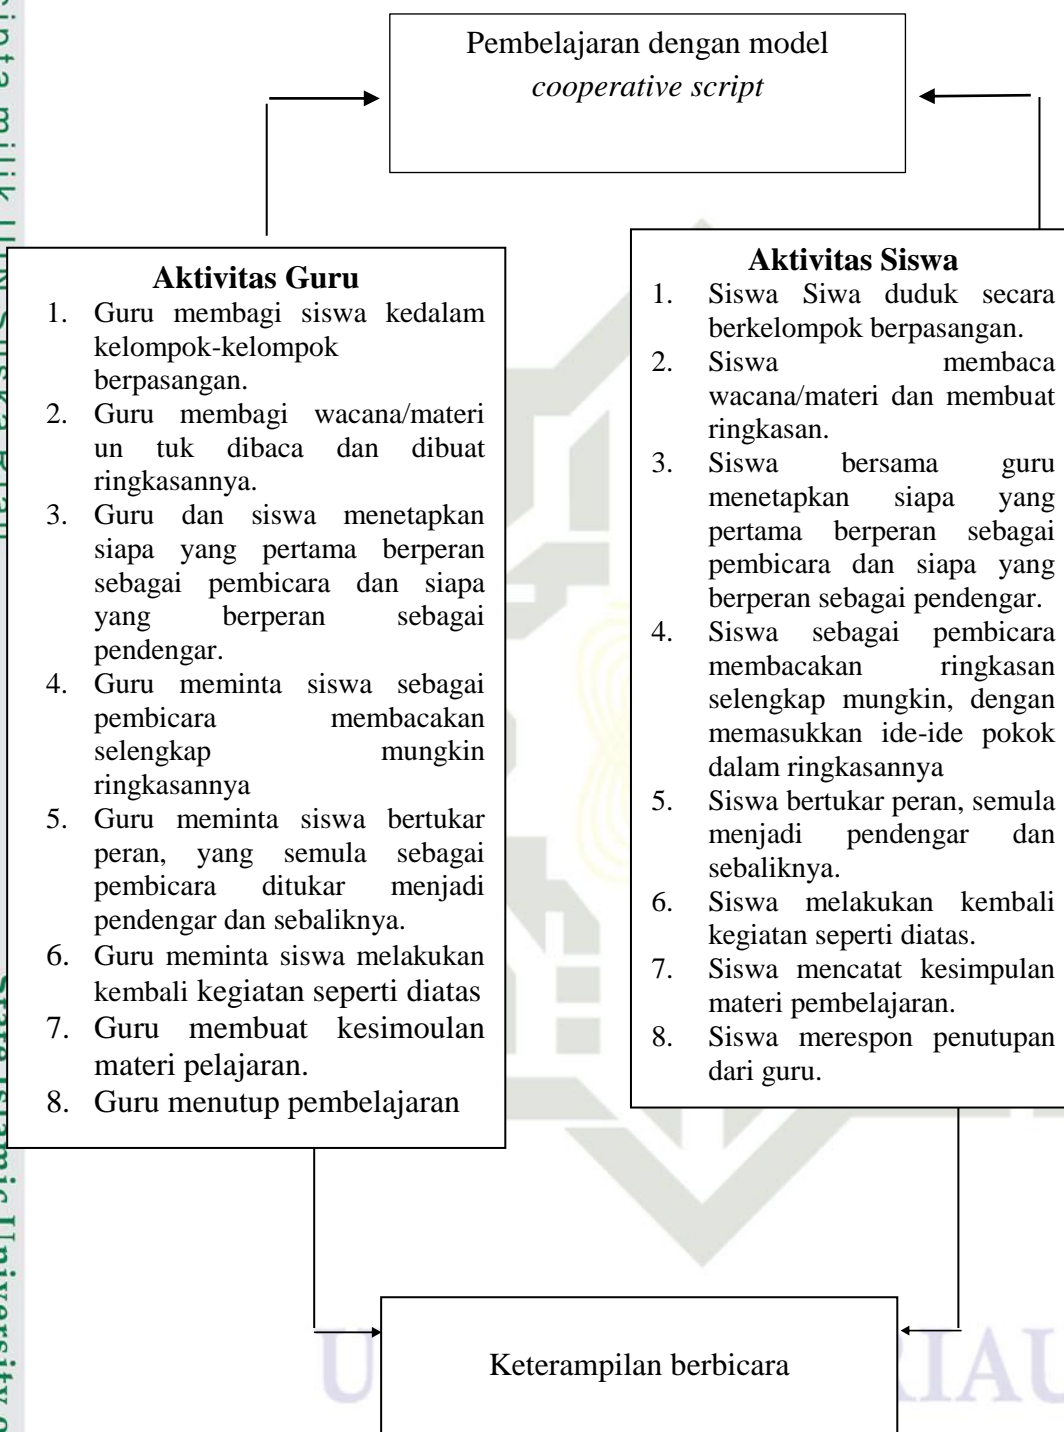 Pembelajaran dengan model
cooperative script
Aktivitas Guru
1. Guru membagi siswa kedalam
kelompok-kelompok
berpasangan.
2. Guru membagi wacana/materi
un tuk dibaca dan dibuat
ringkasannya.
3. Guru dan siswa menetapkan
siapa yang pertama berperan
sebagai pembicara dan siapa
yang berperan sebagai
pendengar.
4. Guru meminta siswa sebagai
pembicara membacakan
selengkap mungkin
ringkasannya
5. Guru meminta siswa bertukar
peran, yang semula sebagai
pembicara ditukar menjadi
pendengar dan sebaliknya.
6. Guru meminta siswa melakukan
kembali kegiatan seperti diatas
7. Guru membuat kesimoulan
materi pelajaran.
8. Guru menutup pembelajaran
Aktivitas Siswa
1. Siswa Siwa duduk secara
berkelompok berpasangan.
2. Siswa membaca
wacana/materi dan membuat
ringkasan.
3. Siswa bersama guru
menetapkan siapa yang
pertama berperan sebagai
pembicara dan siapa yang
berperan sebagai pendengar.
4. Siswa sebagai pembicara
membacakan ringkasan
selengkap mungkin, dengan
memasukkan ide-ide pokok
dalam ringkasannya
5. Siswa bertukar peran, semula
menjadi pendengar dan
sebaliknya.
6. Siswa melakukan kembali
kegiatan seperti diatas.
7. Siswa mencatat kesimpulan
materi pembelajaran.
8. Siswa merespon penutupan
dari guru.
Keterampilan berbicara
milik
Islamic University
RIAU